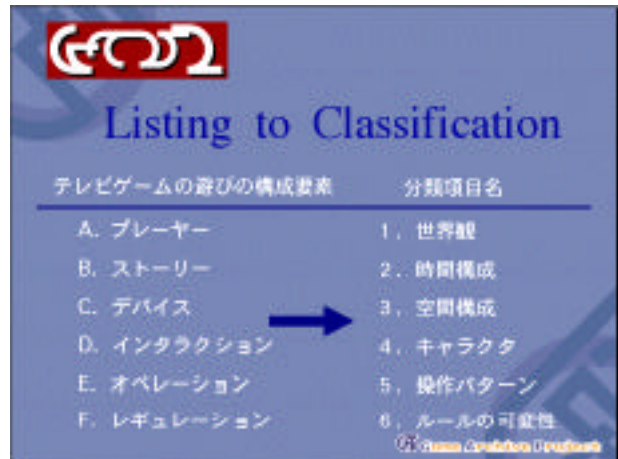 Listing to Classification
テレビゲームの遊びの構成要素
分類項目名
A. プレーヤー
1. 世界観
B. ストーリー
2. 時間構成
C. デバイス
3. 空間構成
D. インタラクション
4. キャラクタ
E. オペレーション
5. 操作パターン
F. レギュレーション
6. ルールの可能性
Game Archive Project